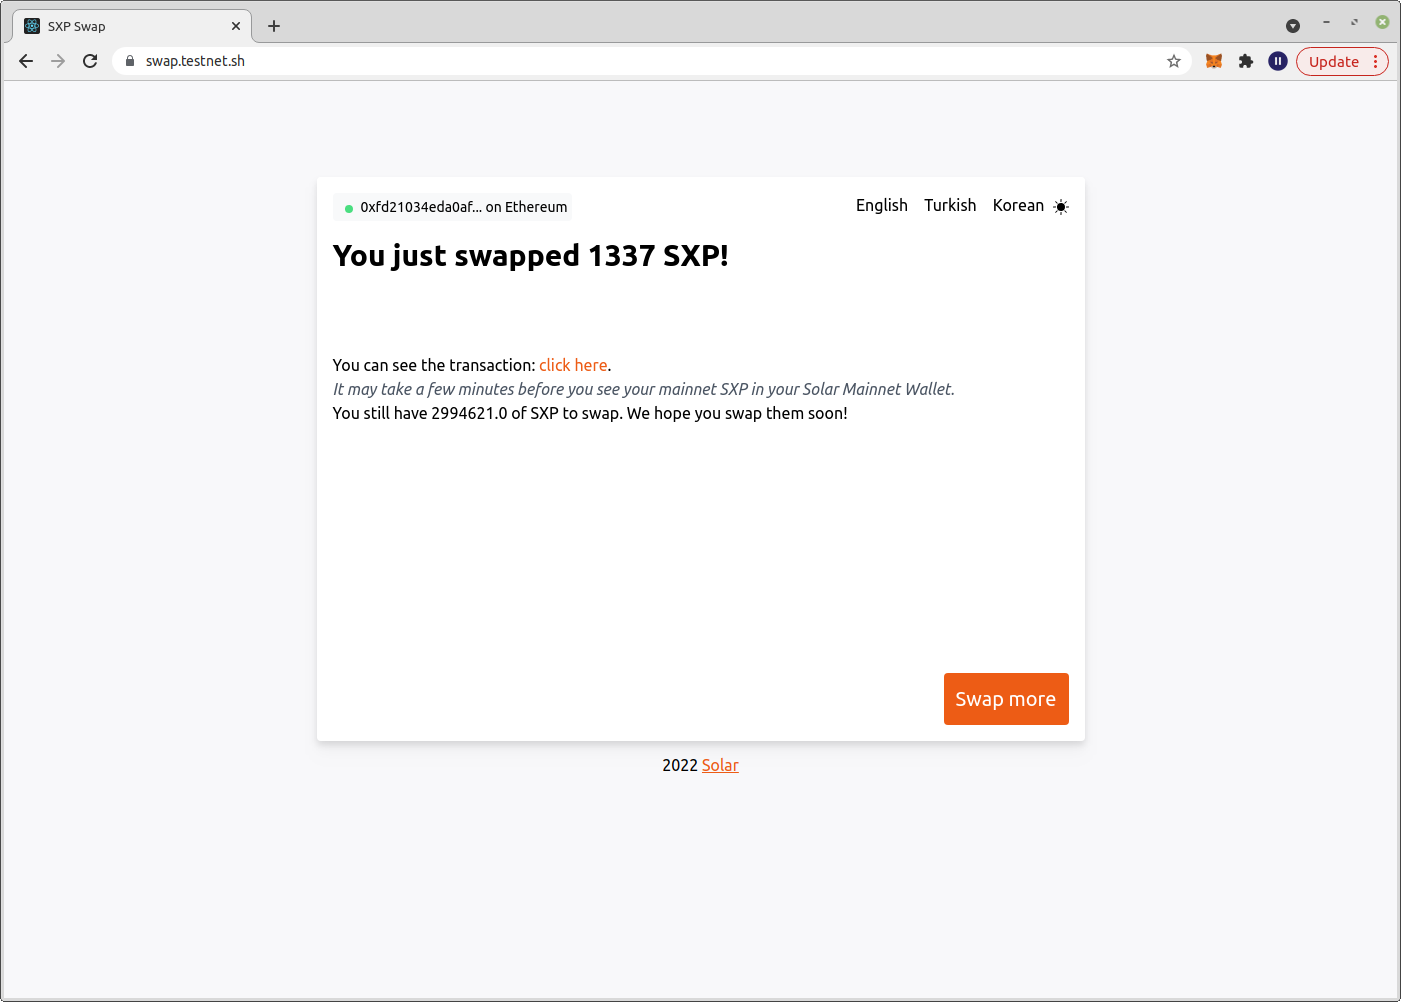 SXP Swap
swap.testnet.sh
Update
0xfd21034eda0af... on Ethereum
English Turkish Korean
You just swapped 1337 SXP!
You can see the transaction: click here.
It may take a few minutes before you see your mainnet SXP in your Solar Mainnet Wallet.
You still have 2994621.0 of SXP to swap. We hope you swap them soon!
Swap more
2022 Solar